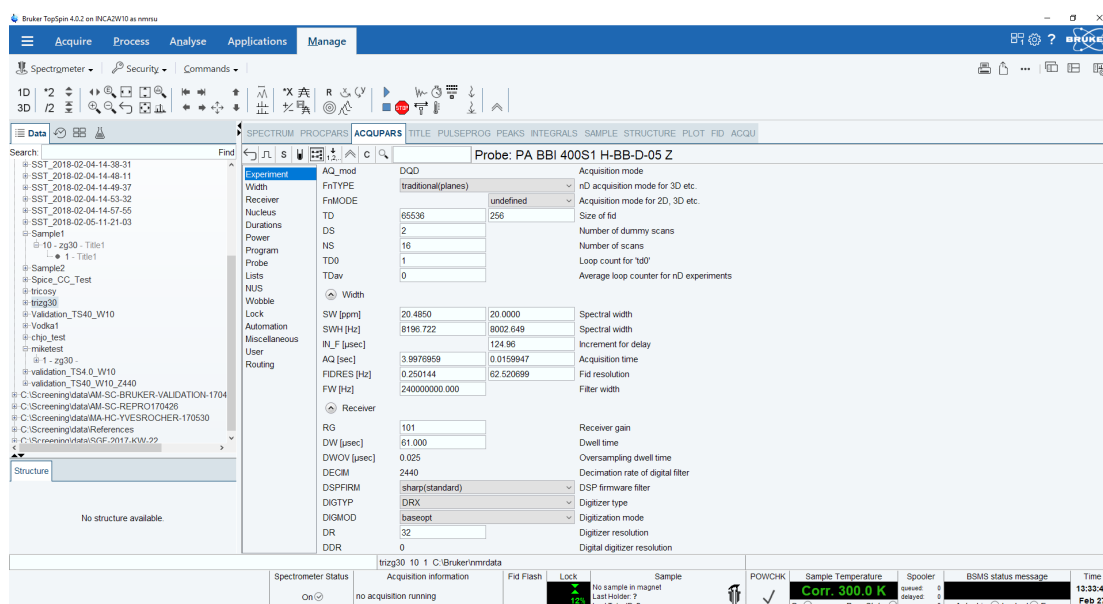 Bruker TopSpin 4.0.2 on INCA2W10 as nmrsu
Acquire Process Analyse Applications Manage
BRUKER
Spectrometer Security Commands
1D *2 *X R
3D /2 STOP
Data
SPECTRUM PROCPARS ACQUPARS TITLE PULSEPROG PEAKS INTEGRALS SAMPLE STRUCTURE PLOT FID ACQU
Search: Find
S 1,2,.. C Probe: PA BBI 400S1 H-BB-D-05 Z
SST_2018-02-04-14-38-31
SST_2018-02-04-14-48-11
SST_2018-02-04-14-49-37
SST_2018-02-04-14-53-32
SST_2018-02-04-14-57-55
SST_2018-02-05-11-21-03
Sample1
10 - zg30 - Title1
1 - Title1
Sample2
Spice_CC_Test
tricosy
trizg30
Validation_TS40_W10
Vodka1
chjo_test
miketest
1 - zg30 -
validation_TS4.0_W10
validation_TS40_W10_Z440
C:\Screening\data\AM-SC-BRUKER-VALIDATION-1704
C:\Screening\data\AM-SC-REPRO170426
C:\Screening\data\MA-HC-YVESROCHER-170530
C:\Screening\data\References
C:\Screening\data\SGF-2017-KW-22
Structure
No structure available.
Experiment
Width
Receiver
Nucleus
Durations
Power
Program
Probe
Lists
NUS
Wobble
Lock
Automation
Miscellaneous
User
Routing
AQ_mod DQD Acquisition mode
FnTYPE traditional(planes) nD acquisition mode for 3D etc.
FnMODE undefined Acquisition mode for 2D, 3D etc.
TD 65536 256 Size of fid
DS 2 Number of dummy scans
NS 16 Number of scans
TD0 1 Loop count for 'td0'
TDav 0 Average loop counter for nD experiments
Width
SW [ppm] 20.4850 20.0000 Spectral width
SWH [Hz] 8196.722 8002.649 Spectral width
IN_F [µsec] 124.96 Increment for delay
AQ [sec] 3.9976959 0.0159947 Acquisition time
FIDRES [Hz] 0.250144 62.520699 Fid resolution
FW [Hz] 240000000.000 Filter width
Receiver
RG 101 Receiver gain
DW [µsec] 61.000 Dwell time
DWOV [µsec] 0.025 Oversampling dwell time
DECIM 2440 Decimation rate of digital filter
DSPFIRM sharp(standard) DSP firmware filter
DIGTYP DRX Digitizer type
DIGMOD baseopt Digitization mode
DR 32 Digitizer resolution
DDR 0 Digital digitizer resolution
trizg30 10 1 C:\Bruker\nmrdata
Spectrometer Status Acquisition information Fid Flash Lock Sample POWCHK Sample Temperature Spooler BSMS status message Time
On no acquisition running 12% No sample in magnet Corr. 300.0 K queued: 0 13:33:4
Last Holder: ? delayed: 0
Feb 27